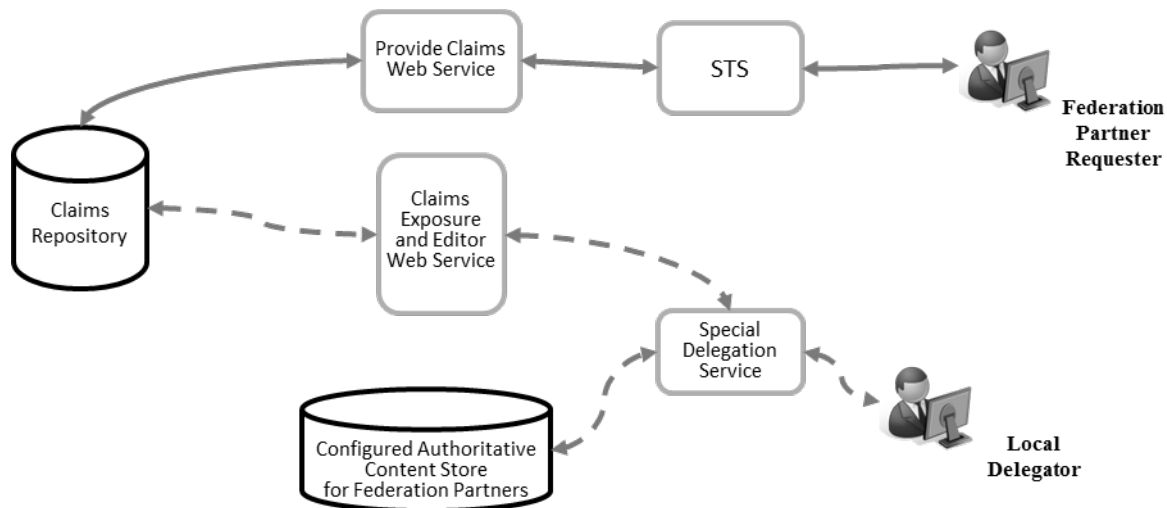 Provide Claims
Web Service
STS
Federation
Partner
Requester
Claims
Repository
Claims
Exposure
and Editor
Web Service
Special
Delegation
Service
Configured Authoritative
Content Store
for Federation Partners
Local
Delegator